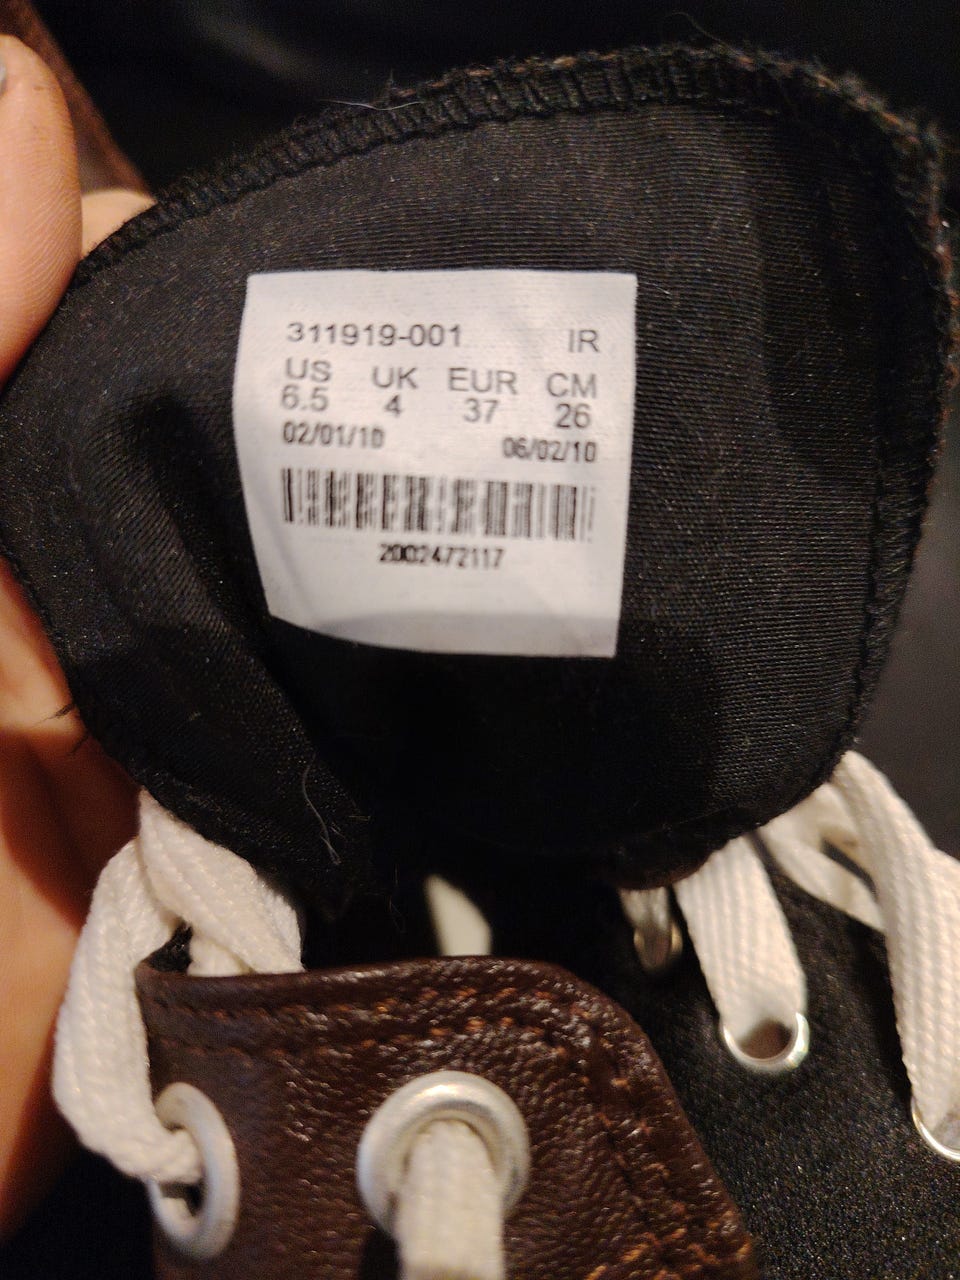 311919-001 IR
US UK EUR CM
6.5 4 37 26
02/01/10 06/02/10
2002472117